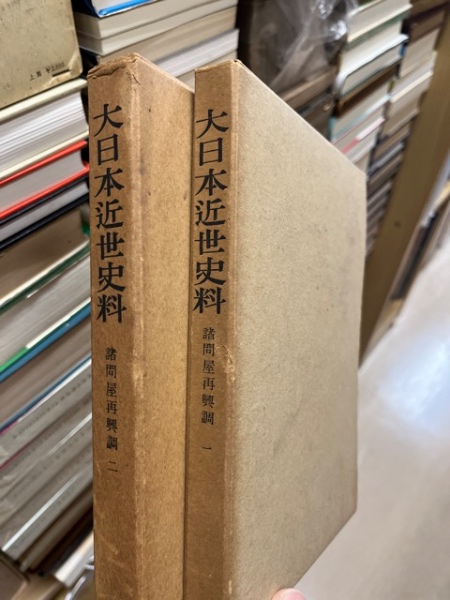 大日本近世史料
諸問屋再興調 一
大日本近世史料
諸問屋再興調 二